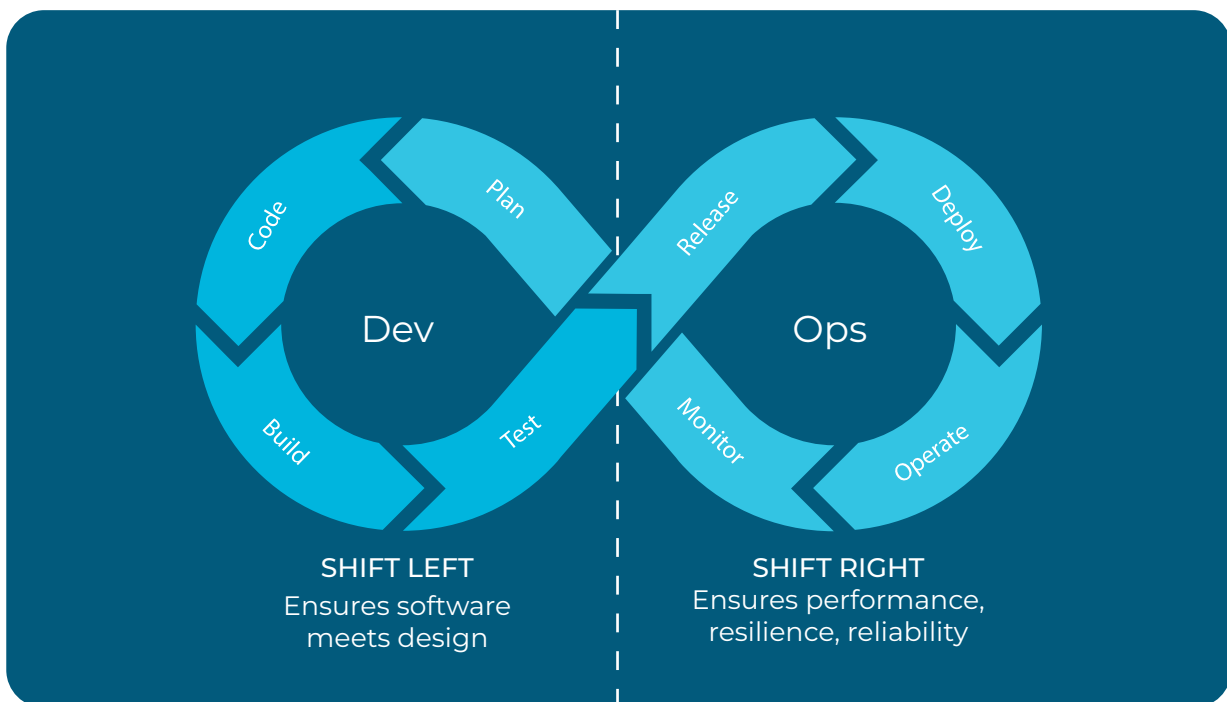 Plan
Code
Build
Test
Release
Deploy
Operate
Monitor
Dev
Ops
SHIFT LEFT
Ensures software
meets design
SHIFT RIGHT
Ensures performance,
resilience, reliability